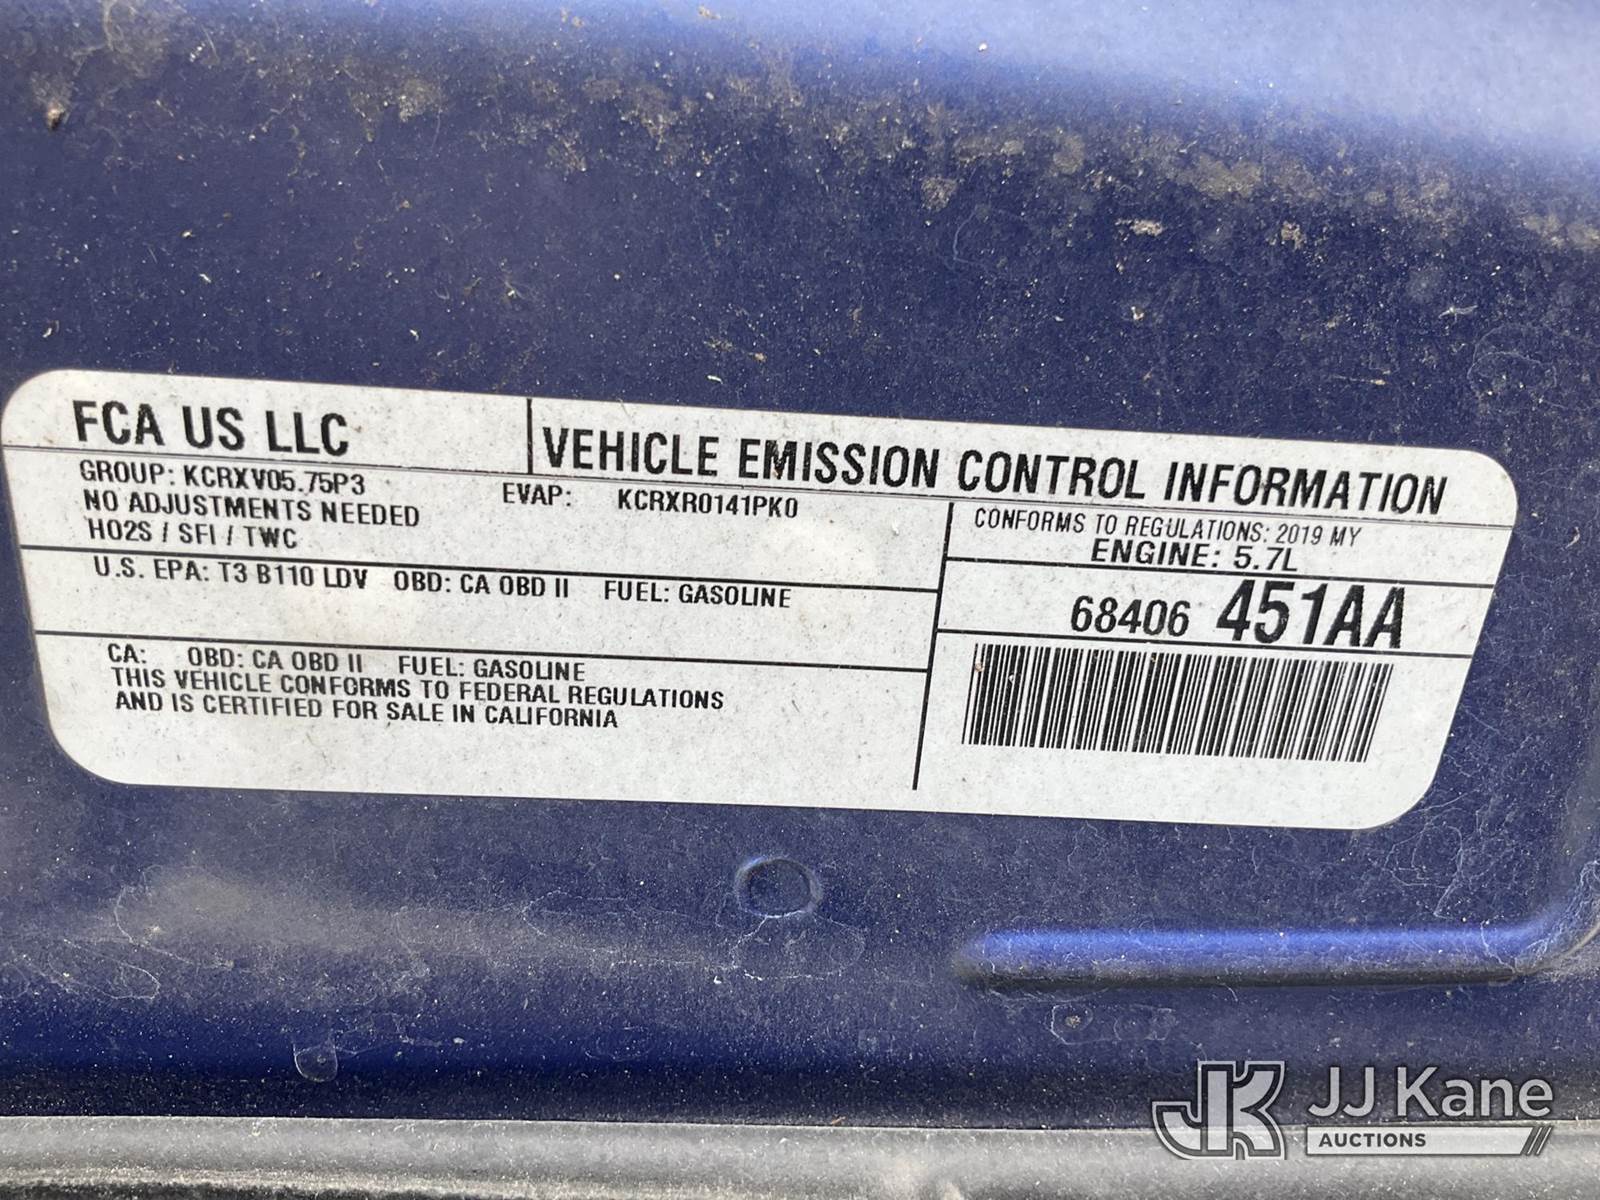 FCA US LLC
VEHICLE EMISSION CONTROL INFORMATION
GROUP: KCRXV05.75P3
EVAP: KCRXR0141PK0
NO ADJUSTMENTS NEEDED
HO2S / SFI / TWC
CONFORMS TO REGULATIONS: 2019 MY
ENGINE: 5.7L
U.S. EPA: T3 B110 LDV OBD: CA OBD II FUEL: GASOLINE
68406 451AA
CA: OBD: CA OBD II FUEL: GASOLINE
THIS VEHICLE CONFORMS TO FEDERAL REGULATIONS
AND IS CERTIFIED FOR SALE IN CALIFORNIA
JK JJ Kane
AUCTIONS